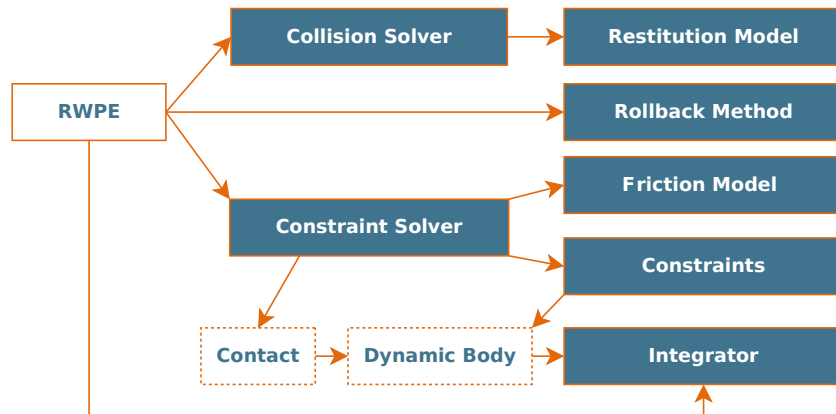 Collision Solver
Restitution Model
RWPE
Rollback Method
Friction Model
Constraint Solver
Constraints
Contact
Dynamic Body
Integrator